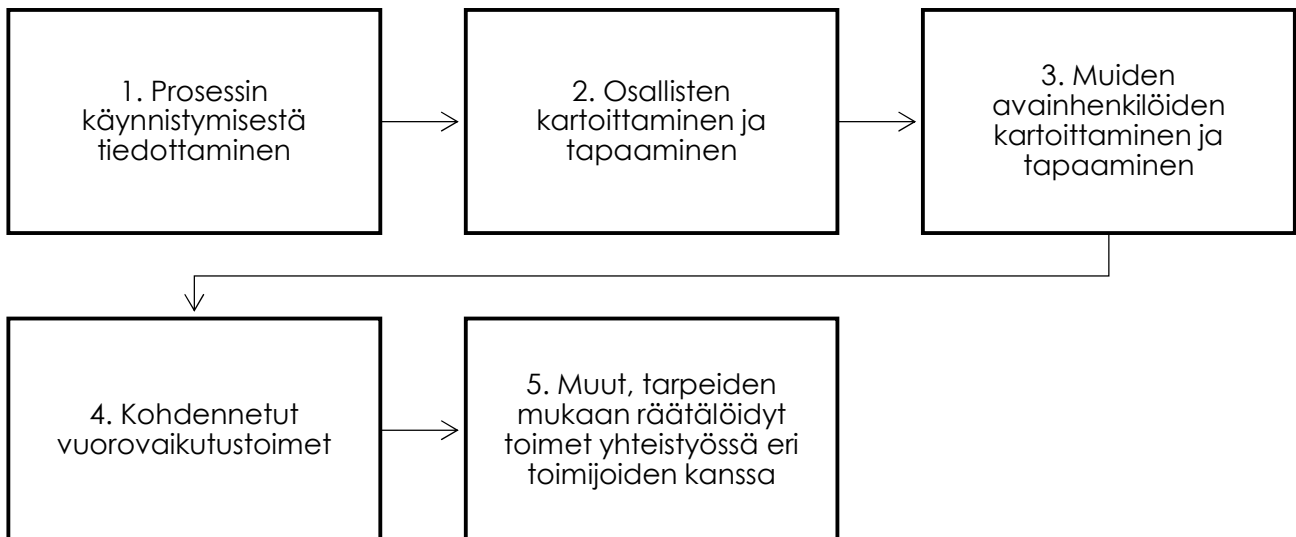 1. Prosessin
käynnistymisestä
tiedottaminen
2. Osallisten
kartoittaminen ja
tapaaminen
3. Muiden
avainhenkilöiden
kartoittaminen ja
tapaaminen
4. Kohdennetut
vuorovaikutustoimet
5. Muut, tarpeiden
mukaan räätälöidyt
toimet yhteistyössä eri
toimijoiden kanssa